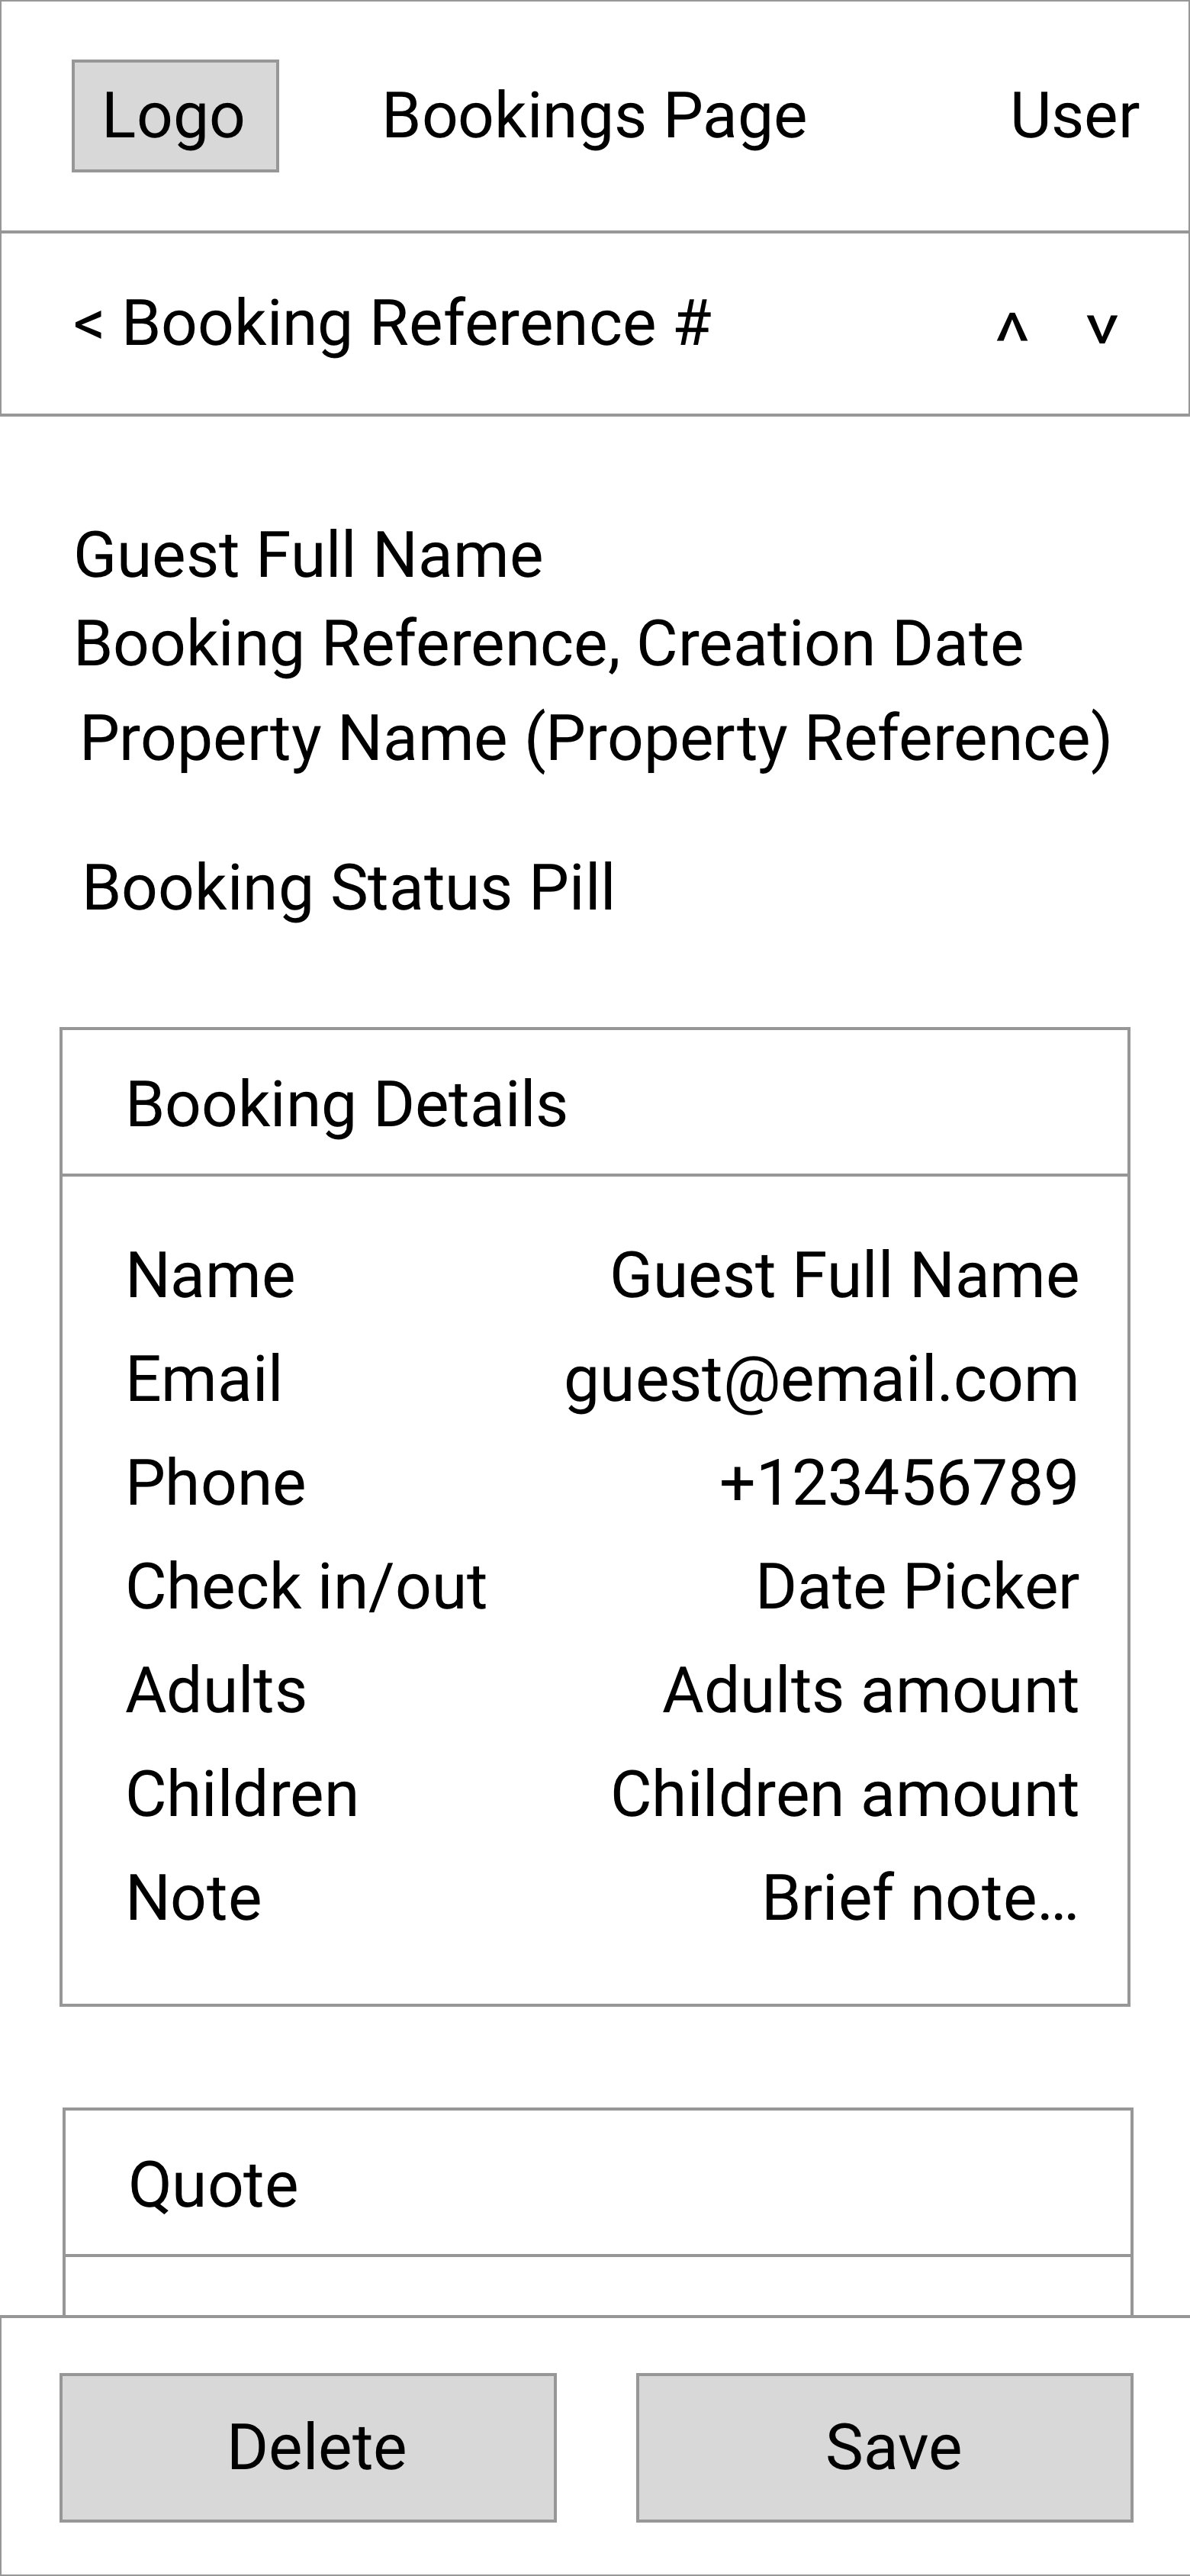 Logo Bookings Page User
< Booking Reference # ^ v
Guest Full Name
Booking Reference, Creation Date
Property Name (Property Reference)
Booking Status Pill
Booking Details
Name Guest Full Name
Email guest@email.com
Phone +123456789
Check in/out Date Picker
Adults Adults amount
Children Children amount
Note Brief note...
Quote
Delete Save